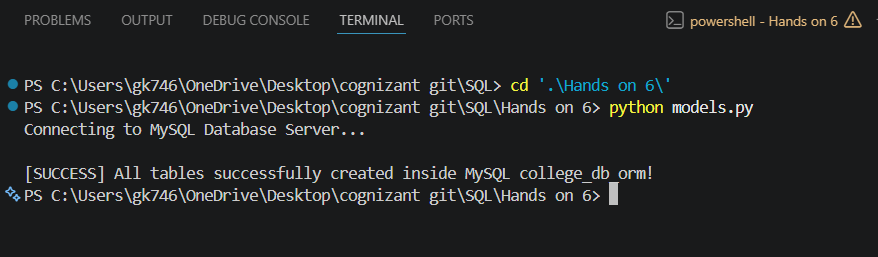 PROBLEMS OUTPUT DEBUG CONSOLE TERMINAL PORTS powershell - Hands on 6
PS C:\Users\gk746\OneDrive\Desktop\cognizant git\SQL> cd '.\Hands on 6\'
PS C:\Users\gk746\OneDrive\Desktop\cognizant git\SQL\Hands on 6> python models.py
Connecting to MySQL Database Server...
[SUCCESS] All tables successfully created inside MySQL college_db_orm!
PS C:\Users\gk746\OneDrive\Desktop\cognizant git\SQL\Hands on 6>